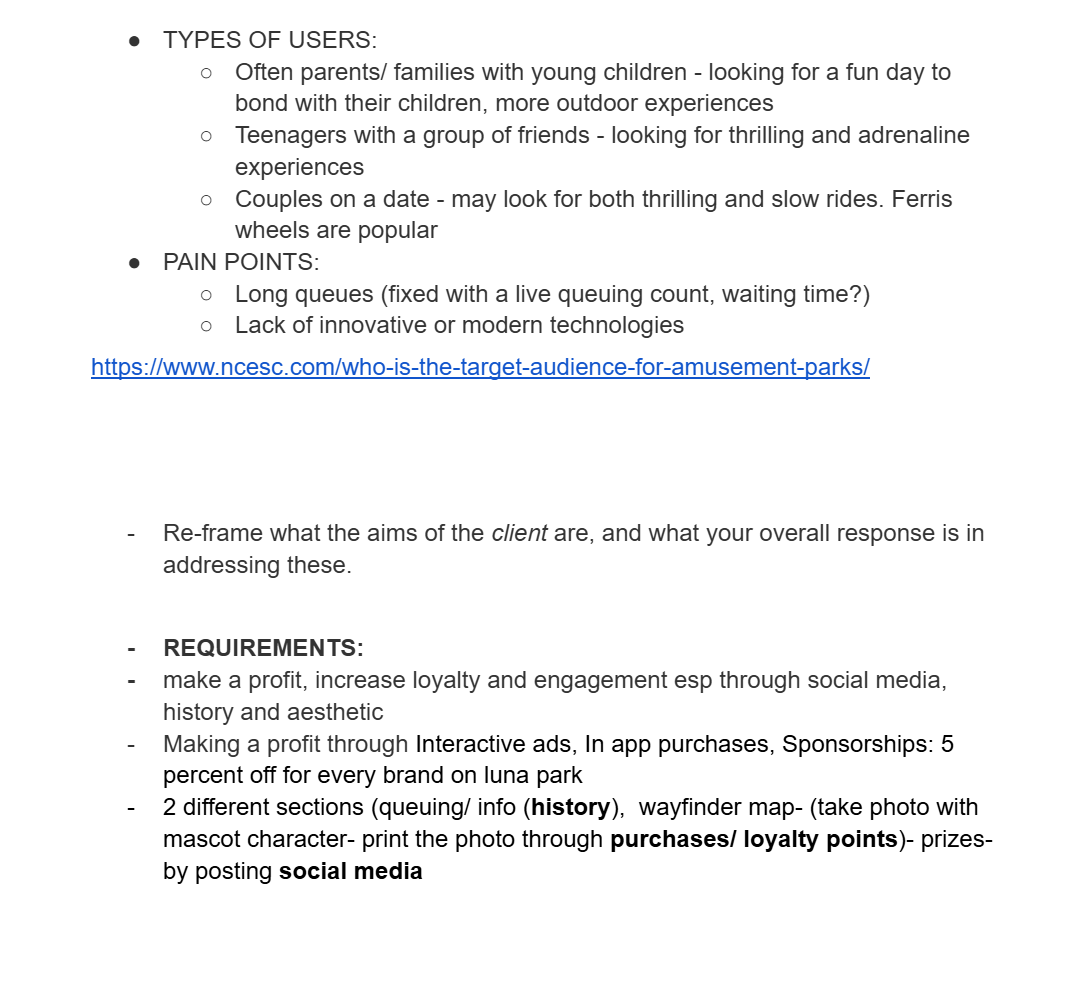 ● TYPES OF USERS:
○ Often parents/ families with young children - looking for a fun day to
bond with their children, more outdoor experiences
○ Teenagers with a group of friends - looking for thrilling and adrenaline
experiences
○ Couples on a date - may look for both thrilling and slow rides. Ferris
wheels are popular
● PAIN POINTS:
○ Long queues (fixed with a live queuing count, waiting time?)
○ Lack of innovative or modern technologies
https://www.ncesc.com/who-is-the-target-audience-for-amusement-parks/
- Re-frame what the aims of the client are, and what your overall response is in
addressing these.
- REQUIREMENTS:
- make a profit, increase loyalty and engagement esp through social media,
history and aesthetic
- Making a profit through Interactive ads, In app purchases, Sponsorships: 5
percent off for every brand on luna park
- 2 different sections (queuing/ info (history), wayfinder map- (take photo with
mascot character- print the photo through purchases/ loyalty points)- prizes-
by posting social media